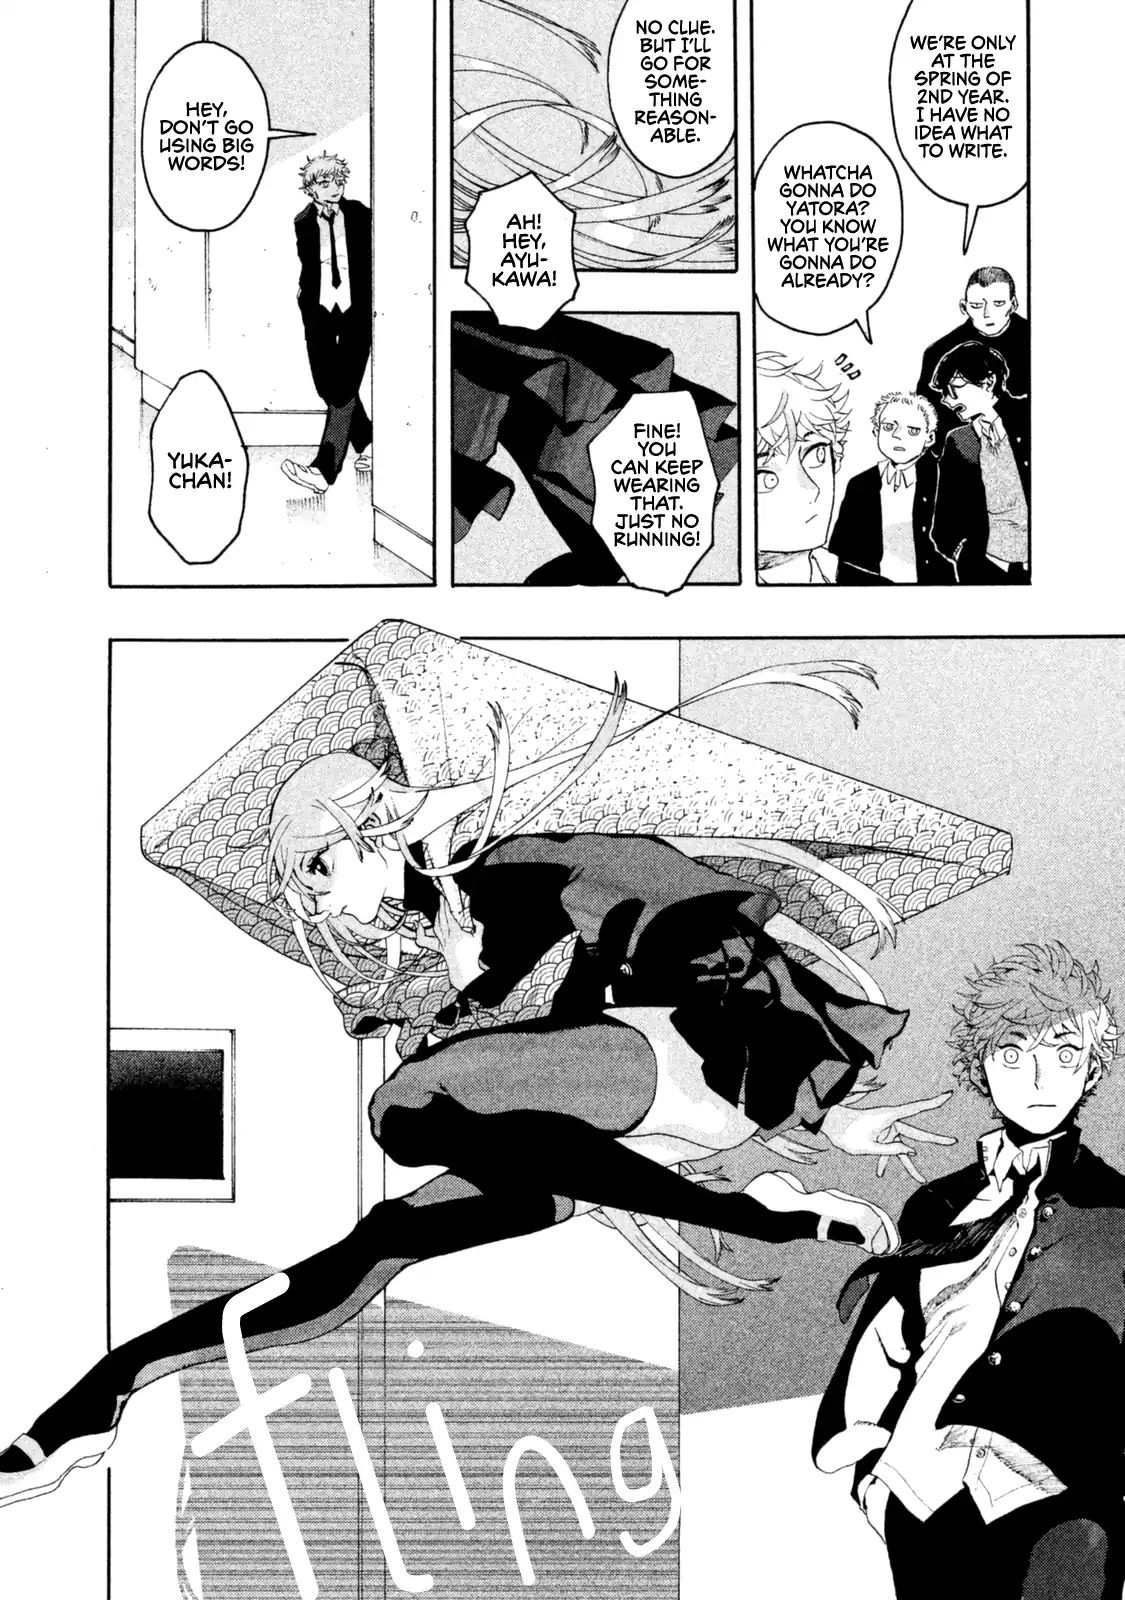 WE'RE ONLY
AT THE
SPRING OF
2ND YEAR.
I HAVE NO
IDEA WHAT
TO WRITE.
WHATCHA
GONNA DO
YATORA?
YOU KNOW
WHAT YOU'RE
GONNA DO
ALREADY?
NO CLUE.
BUT I'LL
GO FOR
SOME-
THING
REASON-
ABLE.
AH!
HEY,
AYU-
KAWA!
FINE!
YOU
CAN KEEP
WEARING
THAT.
JUST NO
RUNNING!
HEY,
DON'T GO
USING BIG
WORDS!
YUKA-
CHAN!
fling